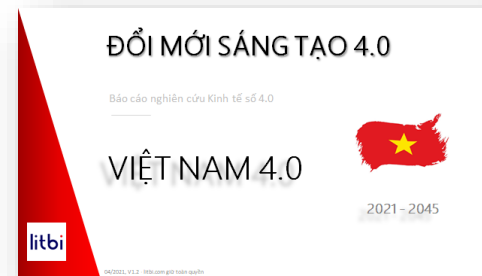 ĐỔI MỚI SÁNG TẠO 4.0
Báo cáo nghiên cứu Kinh tế số 4.0
VIỆT NAM 4.0
2021 - 2045
litbi
04/2021, V1.2 litbi.com giữ toàn quyền